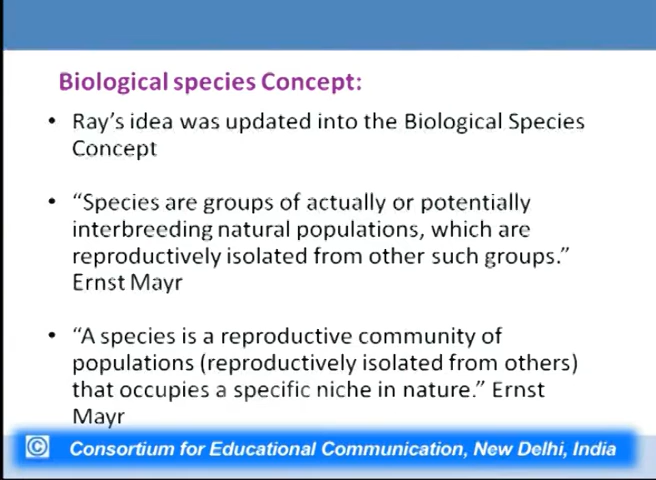 Biological species Concept:
• Ray's idea was updated into the Biological Species
Concept
• “Species are groups of actually or potentially
interbreeding natural populations, which are
reproductively isolated from other such groups.”
Ernst Mayr
• “A species is a reproductive community of
populations (reproductively isolated from others)
that occupies a specific niche in nature.” Ernst
Mayr
© Consortium for Educational Communication, New Delhi, India